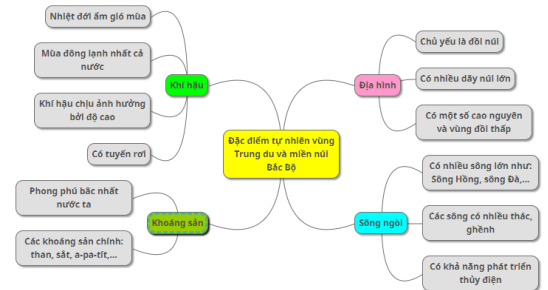 Nhiệt đới ẩm gió mùa
Mùa đông lạnh nhất cả
nước
Khí hậu chịu ảnh hưởng
bởi độ cao
Có tuyết rơi
Khí hậu
Phong phú bậc nhất
nước ta
Các khoáng sản chính:
than, sắt, a-pa-tít,...
Khoáng sản
Đặc điểm tự nhiên vùng
Trung du và miền núi
Bắc Bộ
Địa hình
Chủ yếu là đồi núi
Có nhiều dãy núi lớn
Có một số cao nguyên
và vùng đồi thấp
Sông ngòi
Có nhiều sông lớn như:
Sông Hồng, sông Đà,...
Các sông có nhiều thác,
ghềnh
Có khả năng phát triển
thủy điện